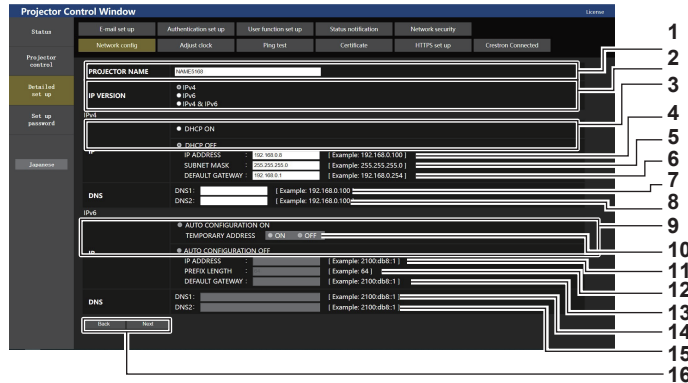 Projector Control Window
License
Status
Projector
control
Detailed
set up
Set up
password
Japanese
E-mail set up
Authentication set up
User function set up
Status notification
Network security
Network config
Adjust clock
Ping test
Certificate
HTTPS set up
Crestron Connected
PROJECTOR NAME
NAME5168
IP VERSION
IPv4
IPv6
IPv4 & IPv6
IPv4
DHCP ON
IP
DHCP OFF
IP ADDRESS : 192.168.0.8 [ Example: 192.168.0.100 ]
SUBNET MASK : 255.255.255.0 [ Example: 255.255.255.0 ]
DEFAULT GATEWAY : 192.168.0.1 [ Example: 192.168.0.254 ]
DNS
DNS1: [ Example: 192.168.0.100 ]
DNS2: [ Example: 192.168.0.100
IPv6
AUTO CONFIGURATION ON
TEMPORARY ADDRESS : ON OFF
IP
AUTO CONFIGURATION OFF
IP ADDRESS : [ Example: 2100:db8::1 ]
PREFIX LENGTH : [ Example: 64 ]
DEFAULT GATEWAY : [ Example: 2100:db8::1 ]
DNS
DNS1: [ Example: 2100:db8::1 ]
DNS2: [ Example: 2100:db8::1 ]
Back
Next
1
2
3
4
5
6
7
8
9
10
11
12
13
14
15
16